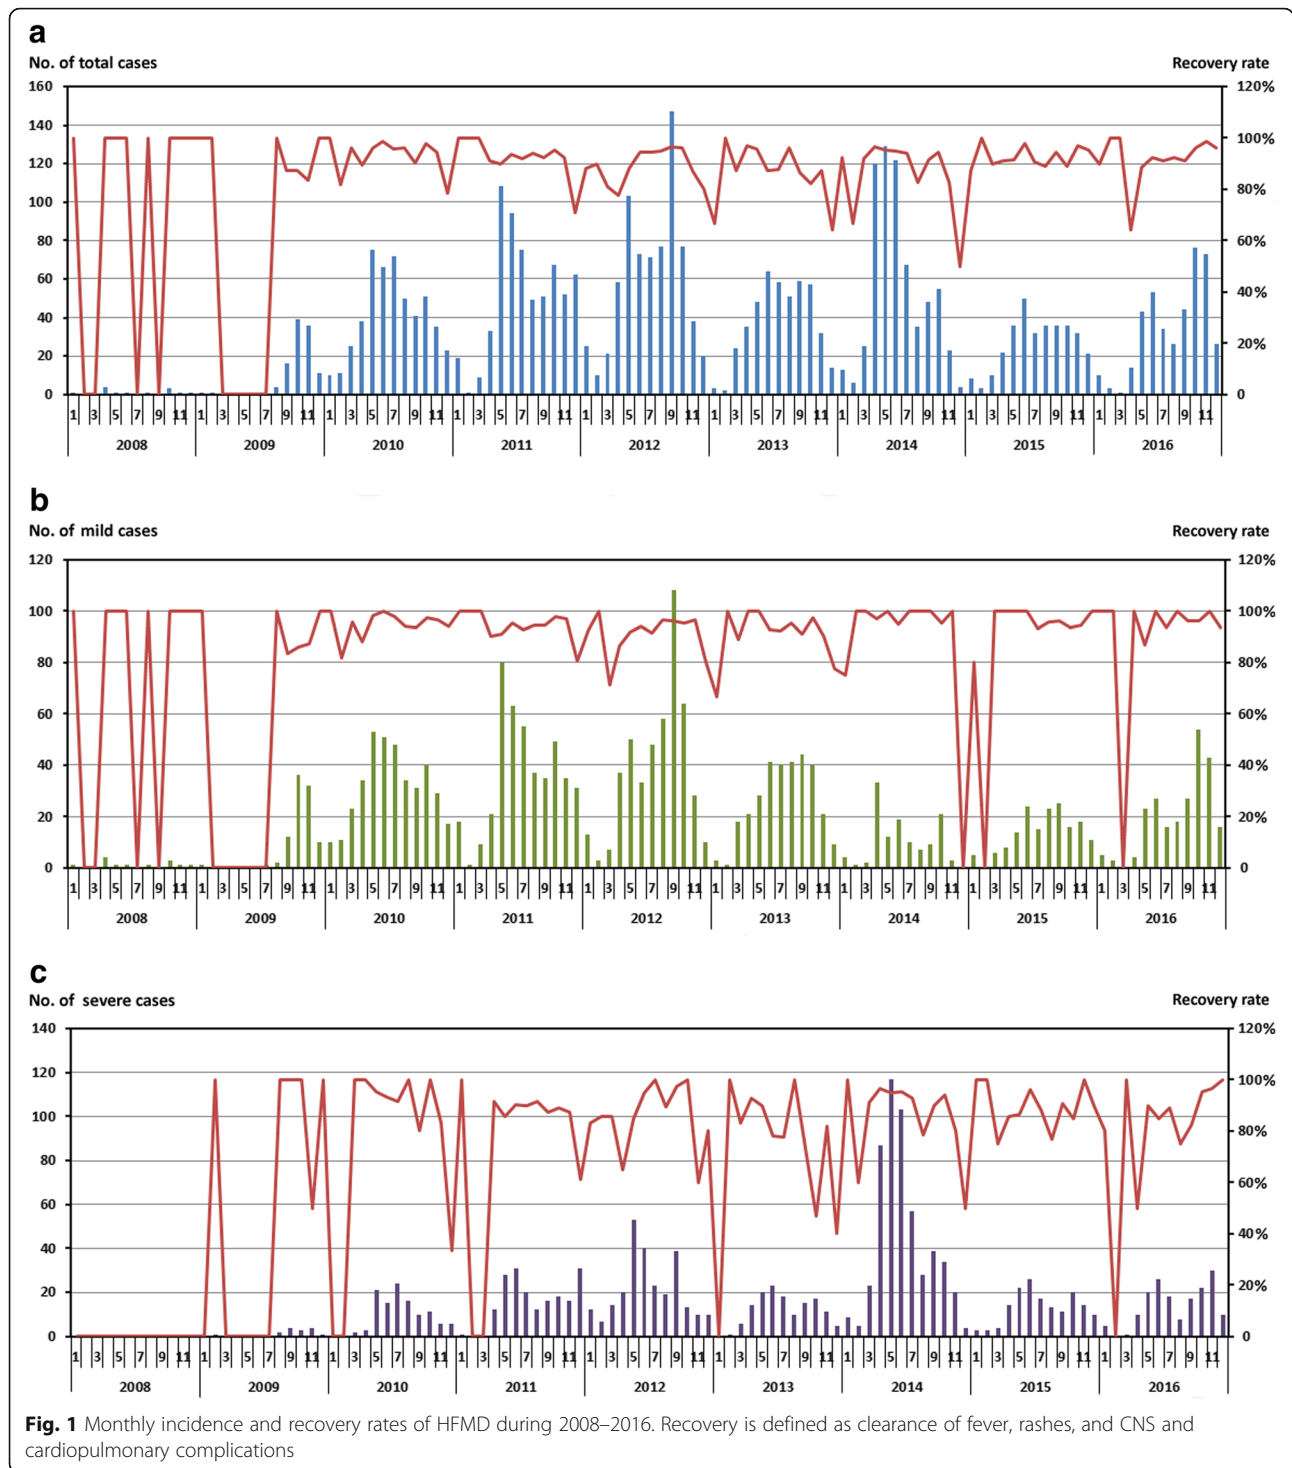 a
No. of total cases Recovery rate
160 120%
140
120 100%
100 80%
80 60%
60
40 40%
20 20%
0 0
1 3 5 7 9 11 1 3 5 7 9 11 1 3 5 7 9 11 1 3 5 7 9 11 1 3 5 7 9 11 1 3 5 7 9 11 1 3 5 7 9 11 1 3 5 7 9 11 1 3 5 7 9 11
2008 2009 2010 2011 2012 2013 2014 2015 2016
b
No. of mild cases Recovery rate
120 120%
100 100%
80 80%
60 60%
40 40%
20 20%
0 0
1 3 5 7 9 11 1 3 5 7 9 11 1 3 5 7 9 11 1 3 5 7 9 11 1 3 5 7 9 11 1 3 5 7 9 11 1 3 5 7 9 11 1 3 5 7 9 11 1 3 5 7 9 11
2008 2009 2010 2011 2012 2013 2014 2015 2016
c
No. of severe cases Recovery rate
140 120%
120 100%
100 80%
80
60 60%
40 40%
20 20%
0 0
1 3 5 7 9 11 1 3 5 7 9 11 1 3 5 7 9 11 1 3 5 7 9 11 1 3 5 7 9 11 1 3 5 7 9 11 1 3 5 7 9 11 1 3 5 7 9 11 1 3 5 7 9 11
2008 2009 2010 2011 2012 2013 2014 2015 2016
Fig. 1 Monthly incidence and recovery rates of HFMD during 2008–2016. Recovery is defined as clearance of fever, rashes, and CNS and
cardiopulmonary complications